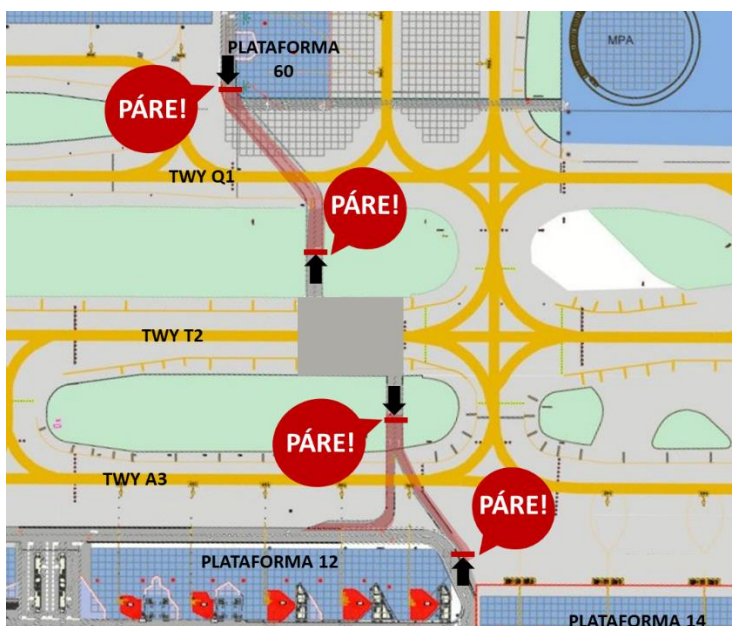 PLATAFORMA
60
MPA
PÁRE!
TWY Q1
PÁRE!
TWY T2
PÁRE!
TWY A3
PÁRE!
PLATAFORMA 12
PLATAFORMA 14